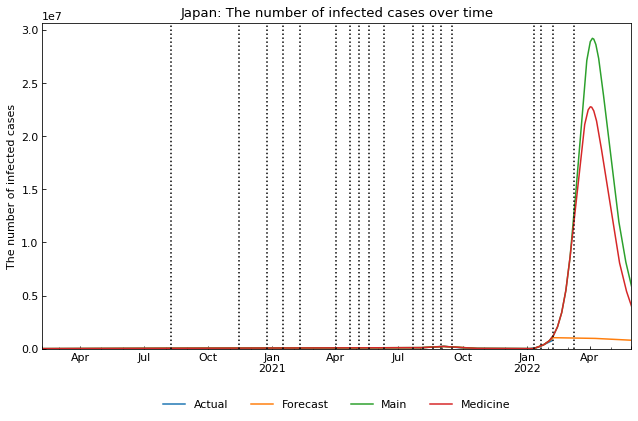 Japan: The number of infected cases over time
1e7
The number of infected cases
3.0
2.5
2.0
1.5
1.0
0.5
0.0
Apr Jul Oct Jan Apr Jul Oct Jan Apr
2021 2022
Actual Forecast Main Medicine